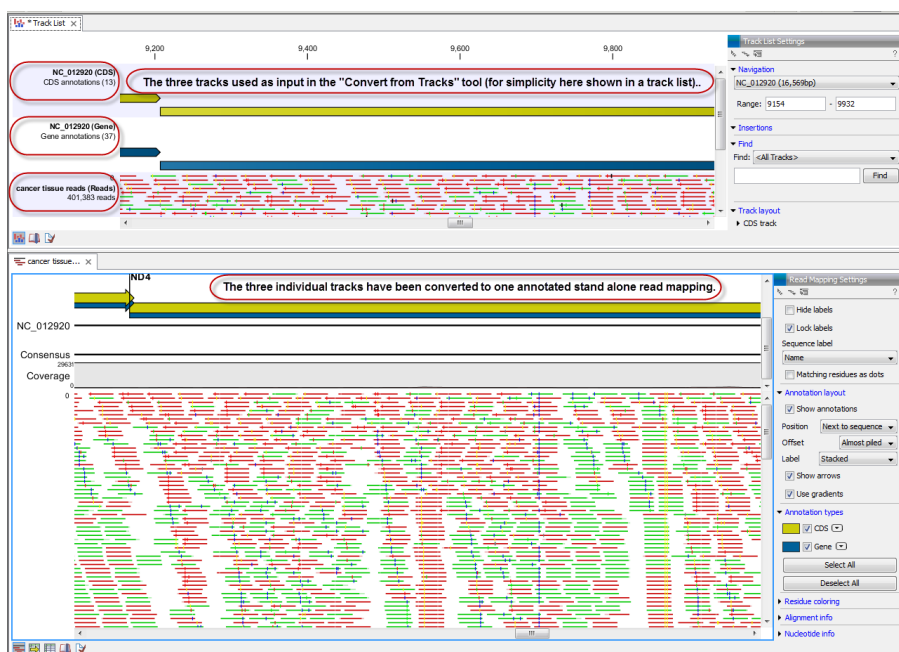 * Track List
Track List Settings
9,200 9,400 9,600 9,800
?
NC_012920 (CDS)
CDS annotations (13)
The three tracks used as input in the "Convert from Tracks" tool (for simplicity here shown in a track list)..
Navigation
NC_012920 (16,569bp)
Range: 9154 - 9932
NC_012920 (Gene)
Gene annotations (37)
Insertions
Find
Find: <All Tracks>
Find
0
cancer tissue reads (Reads)
401,383 reads
Track layout
CDS track
cancer tissue...
ND4
The three individual tracks have been converted to one annotated stand alone read mapping.
NC_012920
Consensus
29631
Coverage
0
0
Read Mapping Settings
?
Hide labels
Lock labels
Sequence label
Name
Matching residues as dots
Annotation layout
Show annotations
Position Next to sequence
Offset Almost piled
Label Stacked
Show arrows
Use gradients
Annotation types
CDS
Gene
Select All
Deselect All
Residue coloring
Alignment info
Nucleotide info